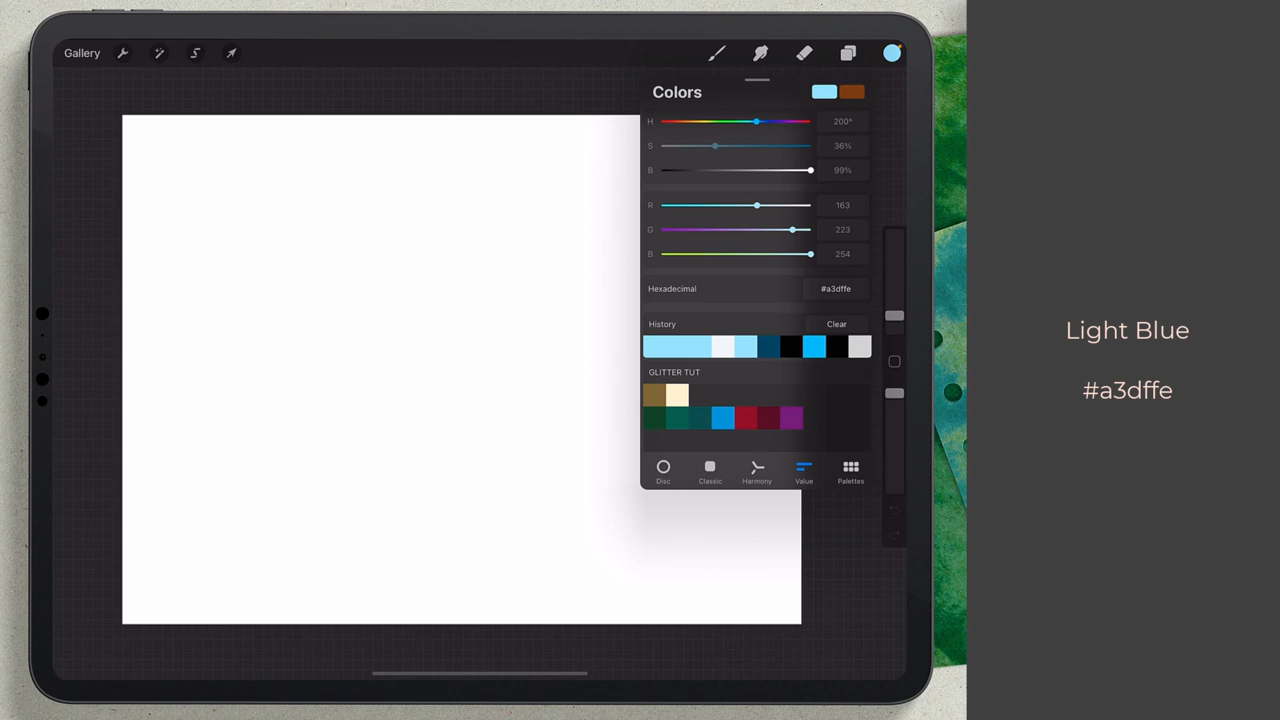 Gallery
Colors
H 200°
S 36%
B 99%
R 163
G 223
B 254
Hexadecimal #a3dffe
History Clear
GLITTER TUT
Disc Classic Harmony Value Palettes
Light Blue
#a3dffe